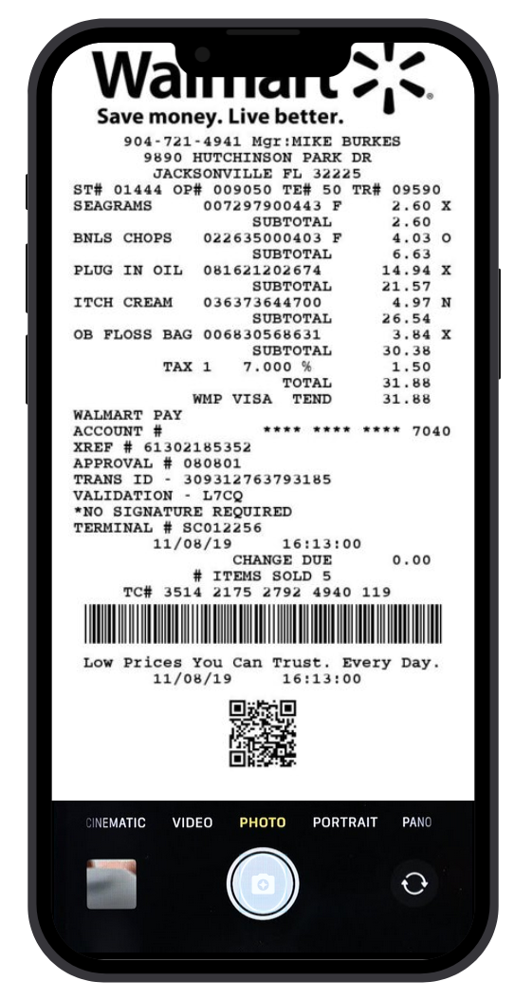 Walmart
Save money. Live better.
904-721-4941 Mgr:MIKE BURKES
9890 HUTCHINSON PARK DR
JACKSONVILLE FL 32225
ST# 01444 OP# 009050 TE# 50 TR# 09590
SEAGRAMS 007297900443 F 2.60 X
SUBTOTAL 2.60
BNLS CHOPS 022635000403 F 4.03 O
SUBTOTAL 6.63
PLUG IN OIL 081621202674 14.94 X
SUBTOTAL 21.57
ITCH CREAM 036373644700 4.97 N
SUBTOTAL 26.54
OB FLOSS BAG 006830568631 3.84 X
SUBTOTAL 30.38
TAX 1 7.000 % 1.50
TOTAL 31.88
WMP VISA TEND 31.88
WALMART PAY
ACCOUNT # **** **** **** 7040
XREF # 61302185352
APPROVAL # 080801
TRANS ID - 309312763793185
VALIDATION - L7CQ
*NO SIGNATURE REQUIRED
TERMINAL # SC012256
11/08/19 16:13:00
CHANGE DUE 0.00
# ITEMS SOLD 5
TC# 3514 2175 2792 4940 119
Low Prices You Can Trust. Every Day.
11/08/19 16:13:00
CINEMATIC VIDEO PHOTO PORTRAIT PANO